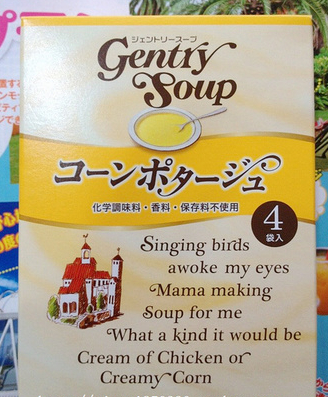 ジェントリースープ
Gentry
Soup
コーンポタージュ
化学調味料・香料・保存料不使用
4
袋入
Singing birds
awoke my eyes
Mama making
Soup for me
What a kind it would be
Cream of Chicken or
Creamy Corn